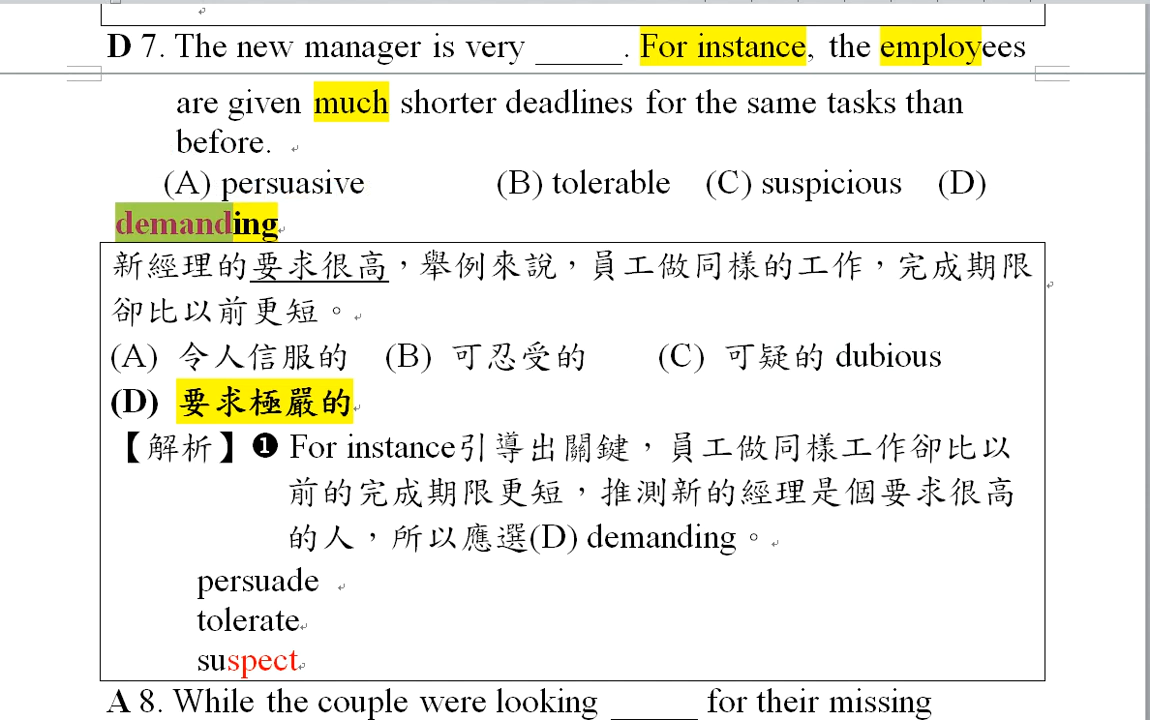 D 7. The new manager is very _____. For instance, the employees
are given much shorter deadlines for the same tasks than
before.
(A) persuasive (B) tolerable (C) suspicious (D)
demanding
新經理的要求很高，舉例來說，員工做同樣的工作，完成期限
卻比以前更短。
(A) 令人信服的 (B) 可忍受的 (C) 可疑的 dubious
(D) 要求極嚴的
【解析】❶ For instance引導出關鍵，員工做同樣工作卻比以
前的完成期限更短，推測新的經理是個要求很高
的人，所以應選(D) demanding。
persuade
tolerate
suspect
A 8. While the couple were looking _____ for their missing